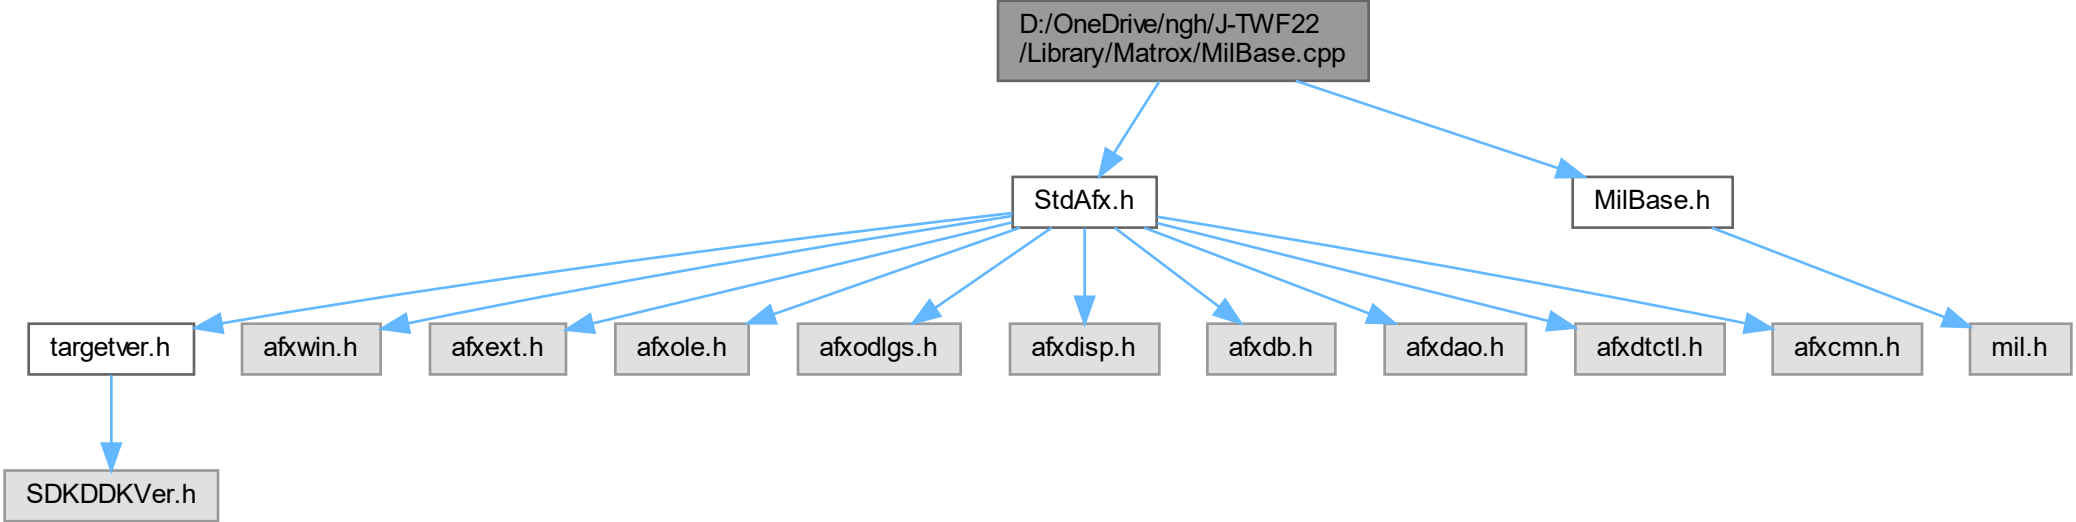 D:/OneDrive/ngh/J-TWF22
/Library/Matrox/MilBase.cpp
StdAfx.h
MilBase.h
targetver.h
afxwin.h
afxext.h
afxole.h
afxodlgs.h
afxdisp.h
afxdb.h
afxdao.h
afxdtctl.h
afxcmn.h
mil.h
SDKDDKVer.h